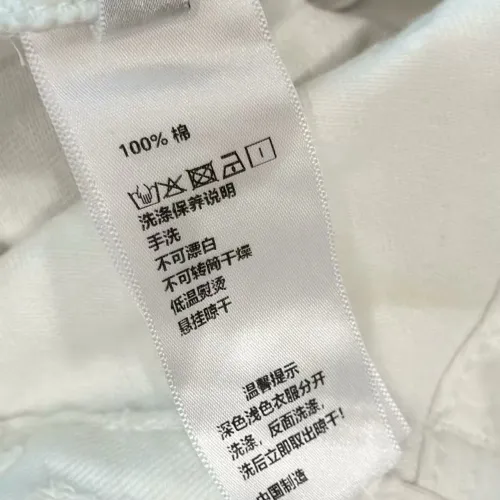 100% 棉
洗涤保养说明
手洗
不可漂白
不可转筒干燥
低温熨烫
悬挂晾干
温馨提示
深色浅色衣服分开
洗涤，反面洗涤，
洗后立即取出晾干！
中国制造